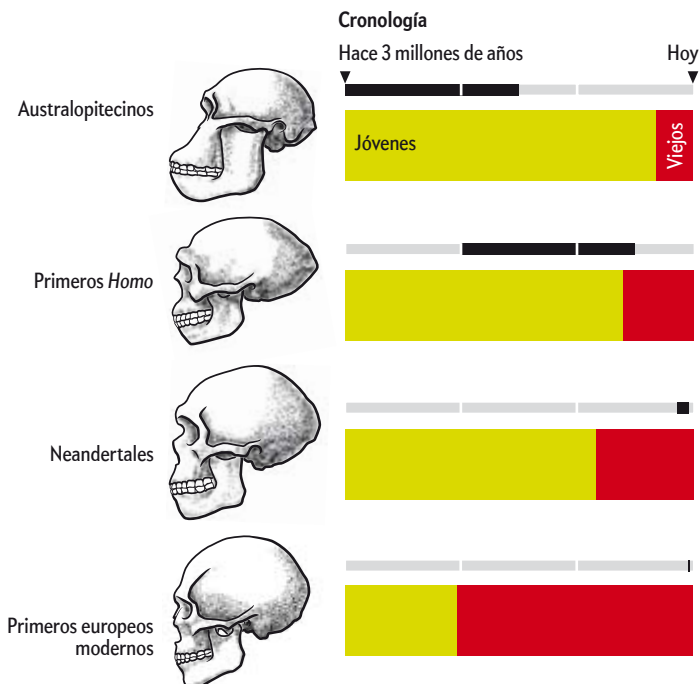 Cronología
Hace 3 millones de años
Hoy
Australopitecinos
Jóvenes
Viejos
Primeros Homo
Neandertales
Primeros europeos
modernos